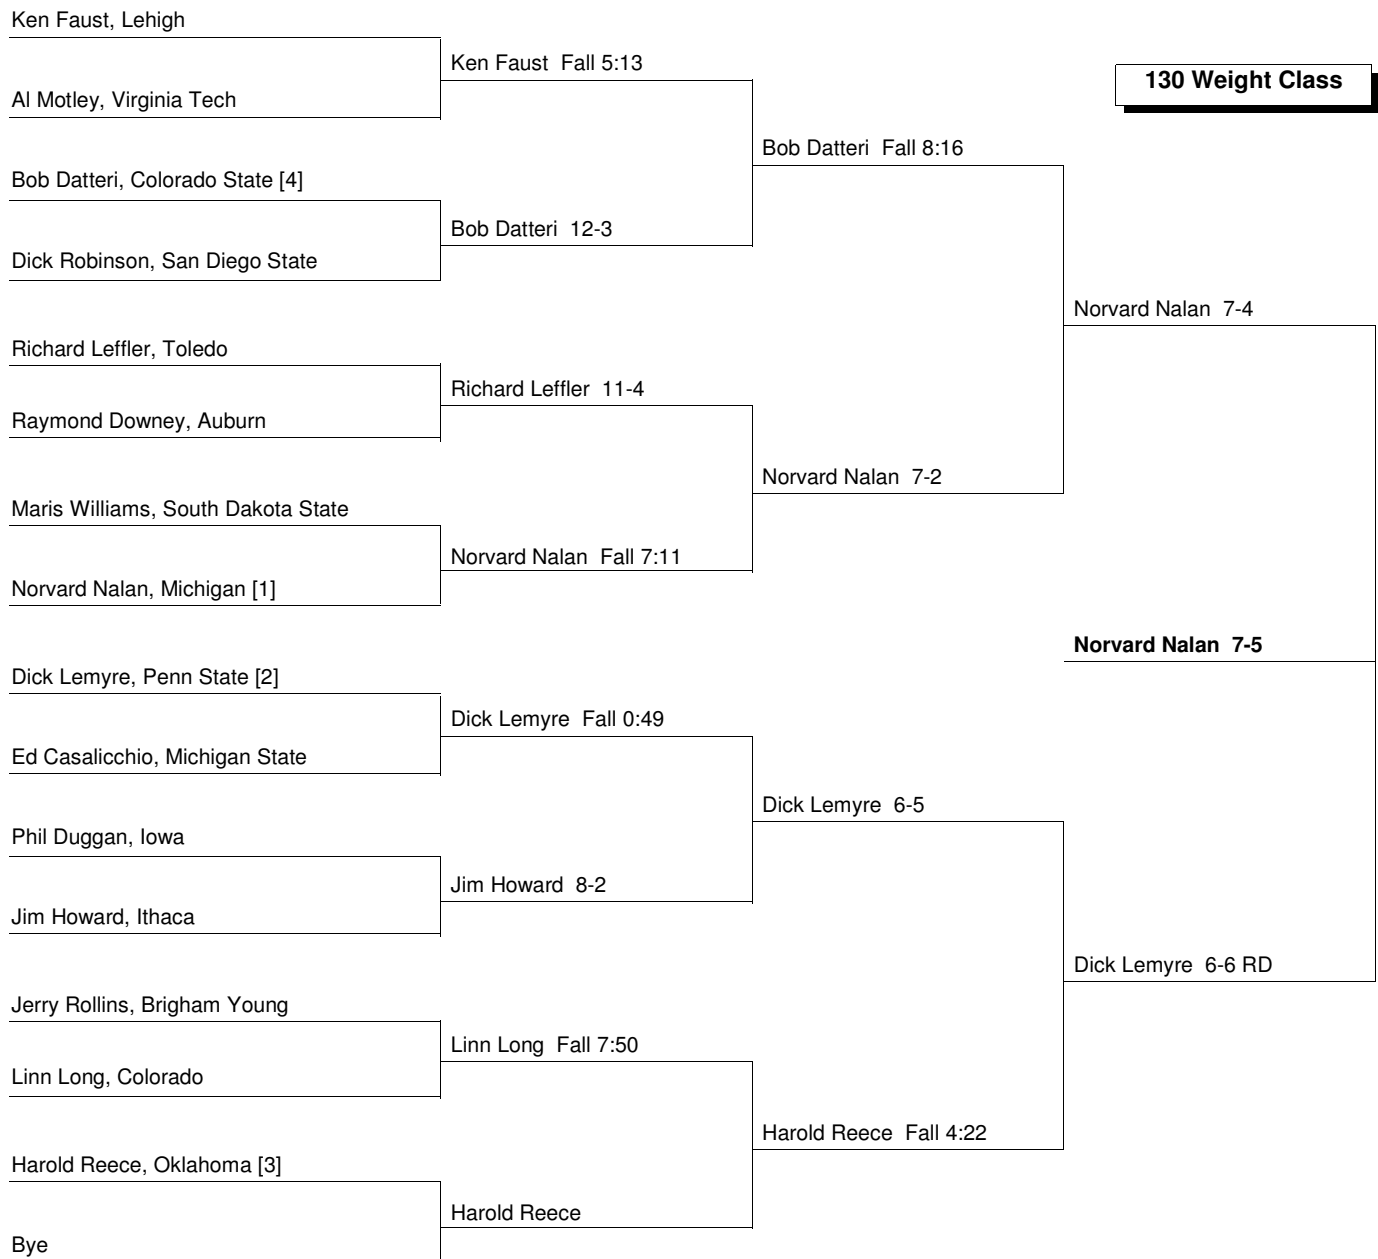 Ken Faust, Lehigh
Ken Faust  Fall 5:13
130 Weight Class
Al Motley, Virginia Tech
Bob Datteri  Fall 8:16
Bob Datteri, Colorado State [4]
Bob Datteri  12-3
Dick Robinson, San Diego State
Norvard Nalan  7-4
Richard Leffler, Toledo
Richard Leffler  11-4
Raymond Downey, Auburn
Norvard Nalan  7-2
Maris Williams, South Dakota State
Norvard Nalan  Fall 7:11
Norvard Nalan, Michigan [1]
Norvard Nalan  7-5
Dick Lemyre, Penn State [2]
Dick Lemyre  Fall 0:49
Ed Casalicchio, Michigan State
Dick Lemyre  6-5
Phil Duggan, Iowa
Jim Howard  8-2
Jim Howard, Ithaca
Dick Lemyre  6-6 RD
Jerry Rollins, Brigham Young
Linn Long  Fall 7:50
Linn Long, Colorado
Harold Reece  Fall 4:22
Harold Reece, Oklahoma [3]
Harold Reece
Bye